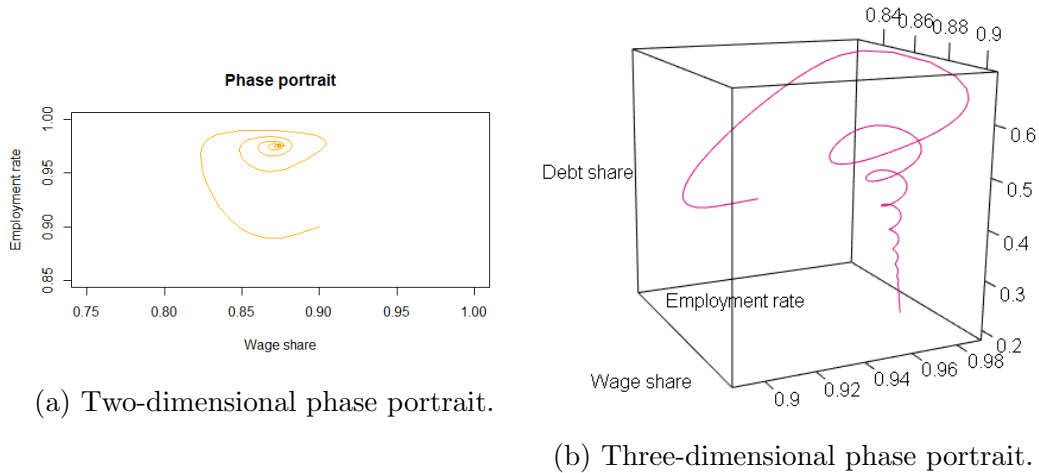 Phase portrait
Employment rate
1.00
0.95
0.90
0.85
0.75 0.80 0.85 0.90 0.95 1.00
Wage share
(a) Two-dimensional phase portrait.
0.84 0.86 0.88 0.9
Debt share
0.6
0.5
0.4
0.3
0.2
Employment rate
Wage share
0.9 0.92 0.94 0.96 0.98
(b) Three-dimensional phase portrait.